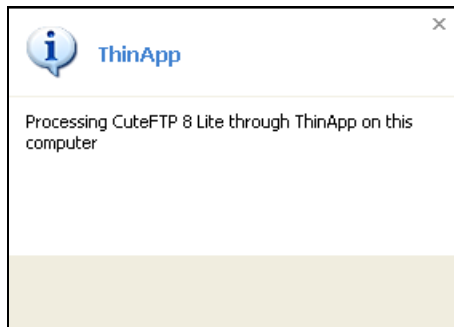 ThinApp
Processing CuteFTP 8 Lite through ThinApp on this
computer